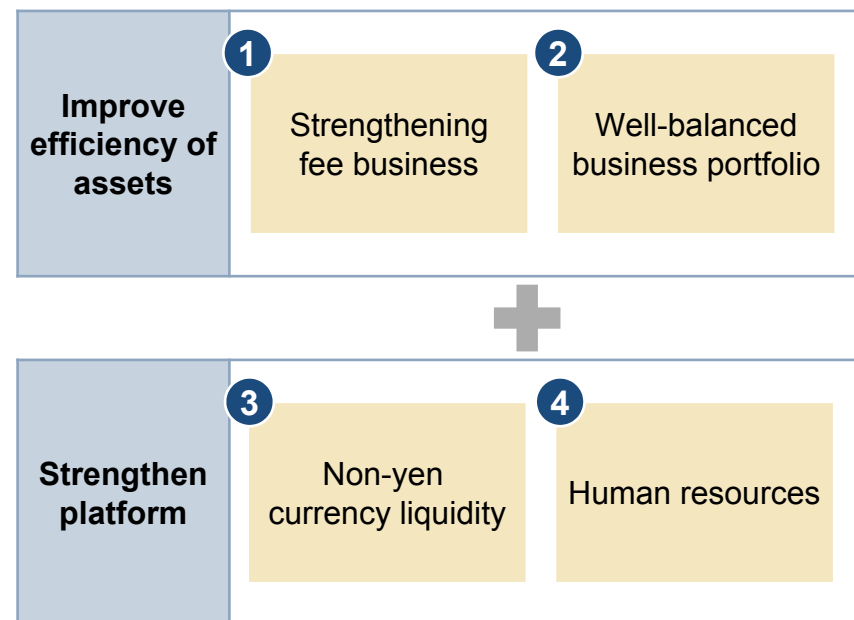 Improve
efficiency of
assets
1
Strengthening
fee business
2
Well-balanced
business portfolio
Strengthen
platform
3
Non-yen
currency liquidity
4
Human resources